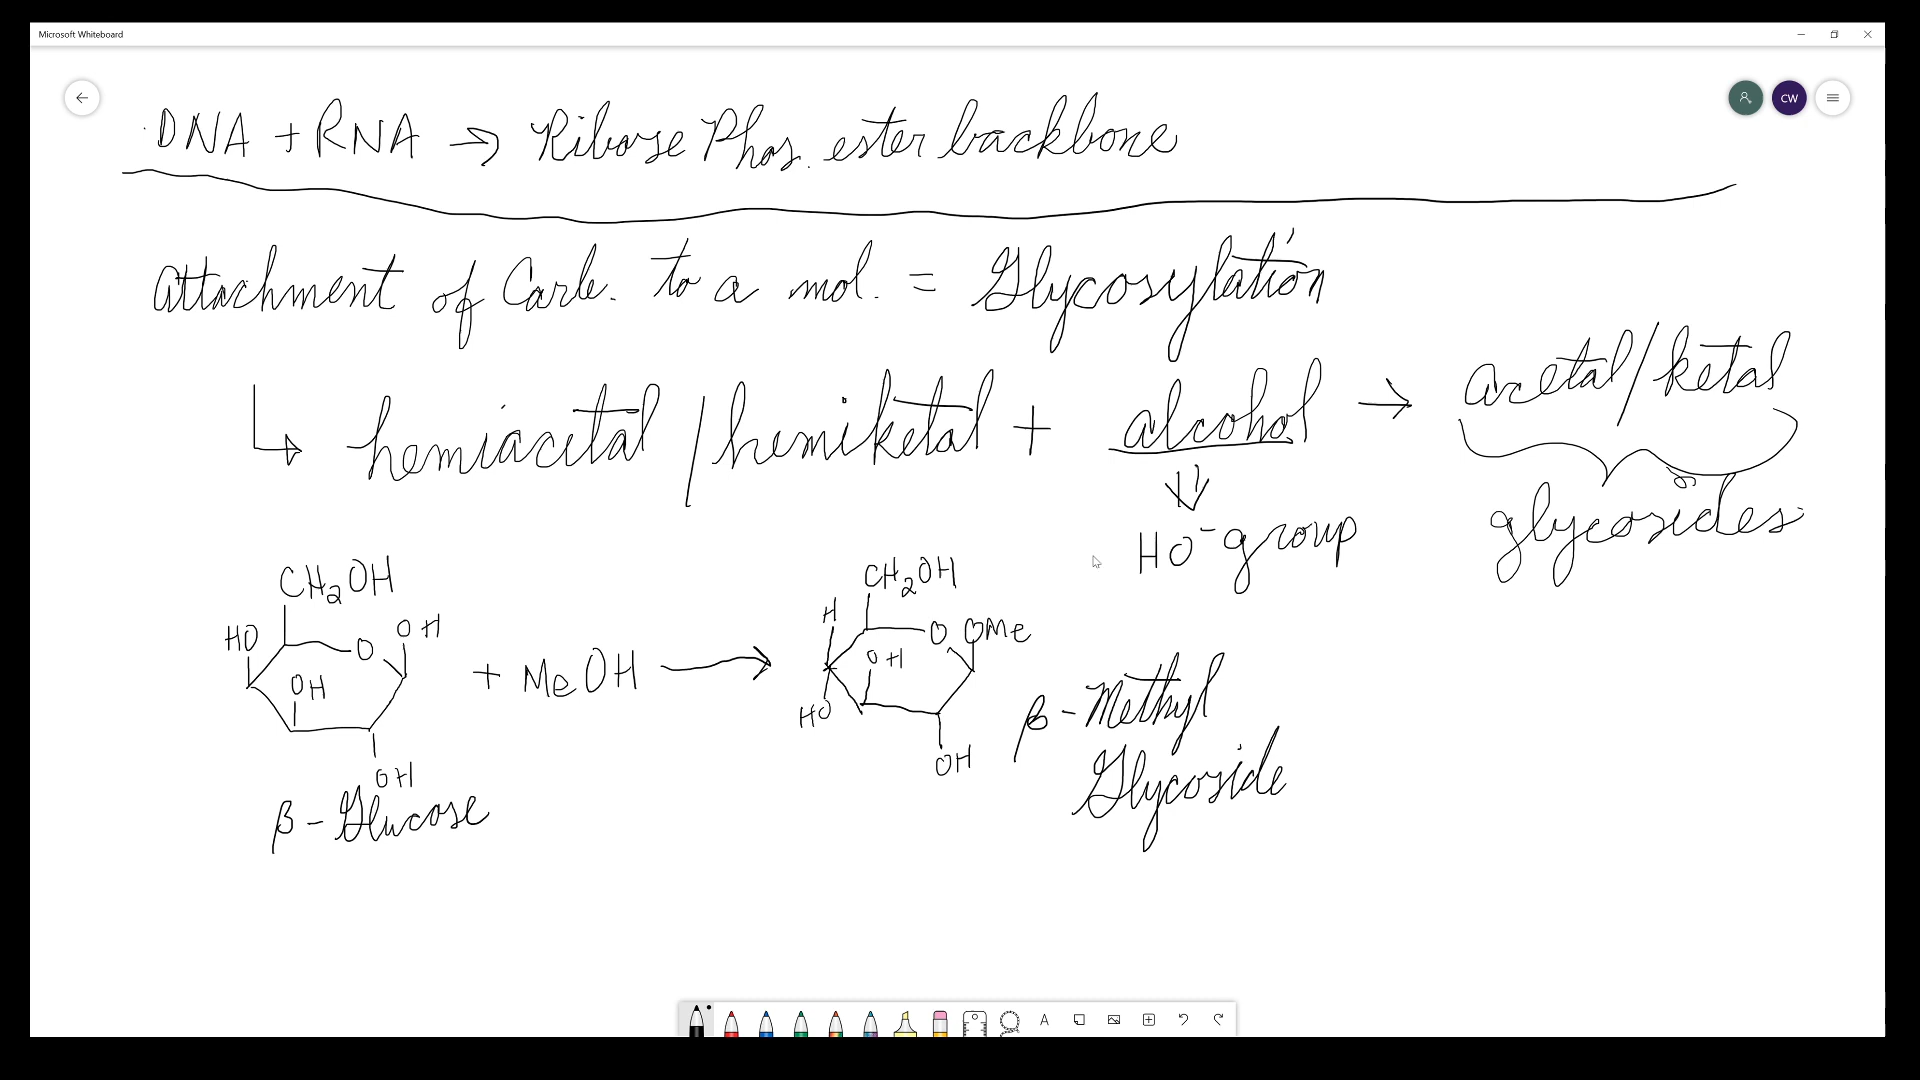 Microsoft Whiteboard
CW
DNA + RNA → Ribose Phos. ester backbone
attachment of Carb. to a mol. = Glycosylation
↳ hemiacetal / hemiketal + alcohol → acetal/ketal
HO- group
glycosides
CH2OH
HO
O
OH
OH
OH
β-Glucose
+ MeOH →
CH2OH
H
O
OMe
OH
HO
OH
β-Methyl
Glycoside
A